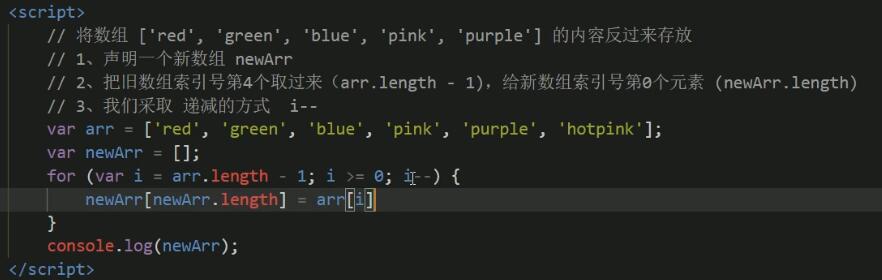 <script>
// 将数组 ['red', 'green', 'blue', 'pink', 'purple'] 的内容反过来存放
// 1、声明一个新数组 newArr
// 2、把旧数组索引号第4个取过来（arr.length - 1），给新数组索引号第0个元素 (newArr.length)
// 3、我们采取 递减的方式 i--
var arr = ['red', 'green', 'blue', 'pink', 'purple', 'hotpink'];
var newArr = [];
for (var i = arr.length - 1; i >= 0; i--) {
newArr[newArr.length] = arr[i]
}
console.log(newArr);
</script>